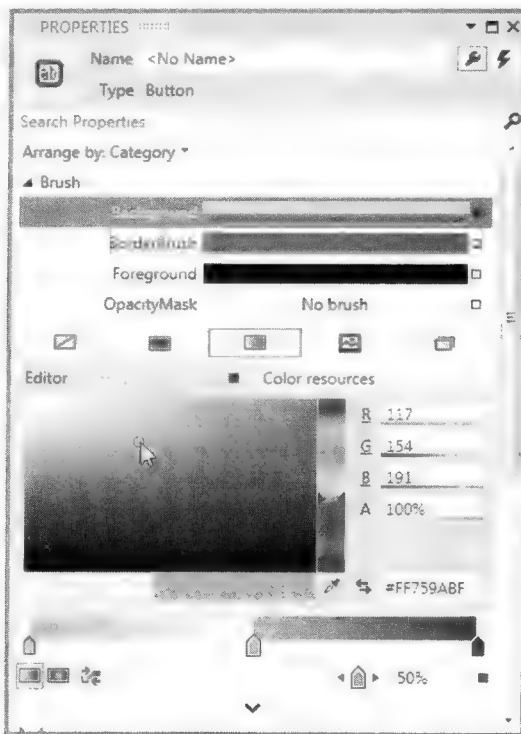 PROPERTIES
Name <No Name>
Type Button
Search Properties
Arrange by: Category
Brush
BorderBrush
Foreground
OpacityMask No brush
Editor Color resources
R 117
G 154
B 191
A 100%
#FF759ABF
50%